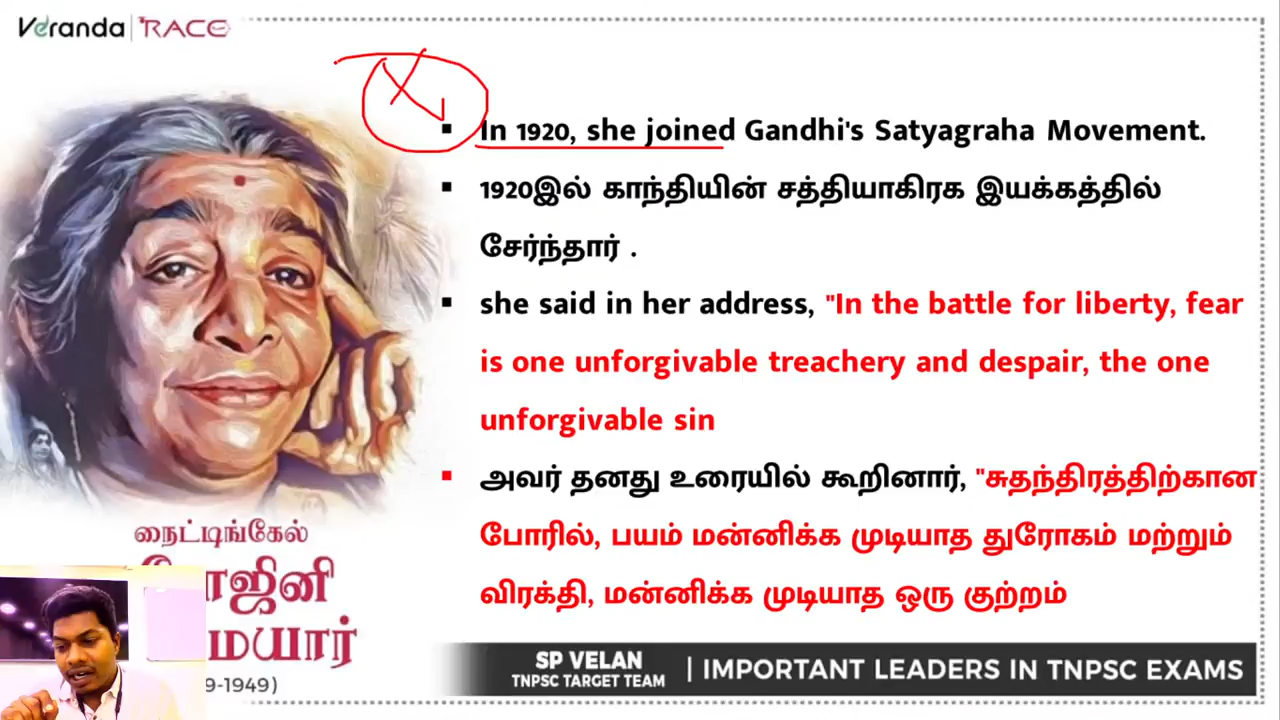 Veranda RACE
In 1920, she joined Gandhi's Satyagraha Movement.
1920இல் காந்தியின் சத்தியாகிரக இயக்கத்தில்
சேர்ந்தார் .
she said in her address, "In the battle for liberty, fear
is one unforgivable treachery and despair, the one
unforgivable sin
அவர் தனது உரையில் கூறினார், "சுதந்திரத்திற்கான
போரில், பயம் மன்னிக்க முடியாத துரோகம் மற்றும்
விரக்தி, மன்னிக்க முடியாத ஒரு குற்றம்
நைட்டிங்கேல்
ஜினி
மையார்
9-1949)
SP VELAN
TNPSC TARGET TEAM
IMPORTANT LEADERS IN TNPSC EXAMS